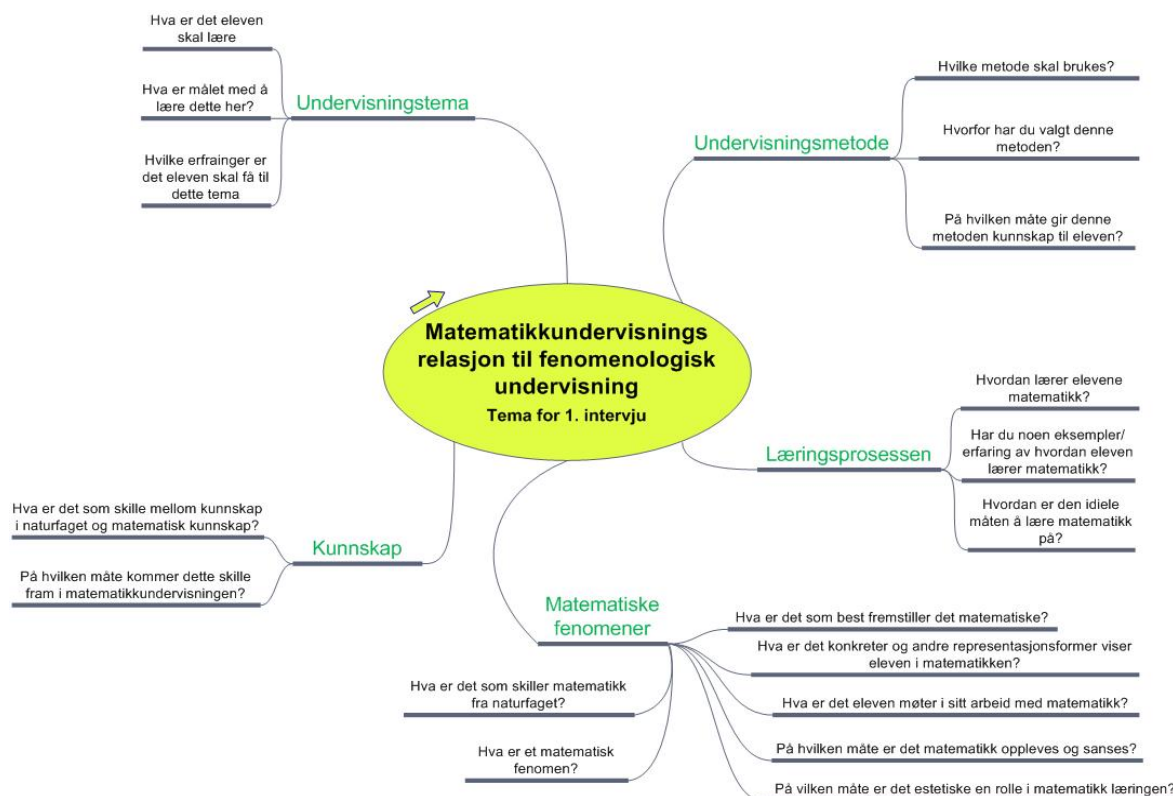 Matematikkundervisnings
relasjon til fenomenologisk
undervisning
Tema for 1. intervju
Undervisningstema
Hva er det eleven
skal lære
Hva er målet med å
lære dette her?
Hvilke erfrainger er
det eleven skal få til
dette tema
Undervisningsmetode
Hvilke metode skal brukes?
Hvorfor har du valgt denne
metoden?
På hvilken måte gir denne
metoden kunnskap til eleven?
Læringsprosessen
Hvordan lærer elevene
matematikk?
Har du noen eksempler/
erfaring av hvordan eleven
lærer matematikk?
Hvordan er den idiele
måten å lære matematikk
på?
Kunnskap
Hva er det som skille mellom kunnskap
i naturfaget og matematisk kunnskap?
På hvilken måte kommer dette skille
fram i matematikkundervisningen?
Matematiske
fenomener
Hva er det som best fremstiller det matematiske?
Hva er det konkreter og andre representasjonsformer viser
eleven i matematikken?
Hva er det eleven møter i sitt arbeid med matematikk?
På hvilken måte er det matematikk oppleves og sanses?
På vilken måte er det estetiske en rolle i matematikk læringen?
Hva er det som skiller matematikk
fra naturfaget?
Hva er et matematisk
fenomen?